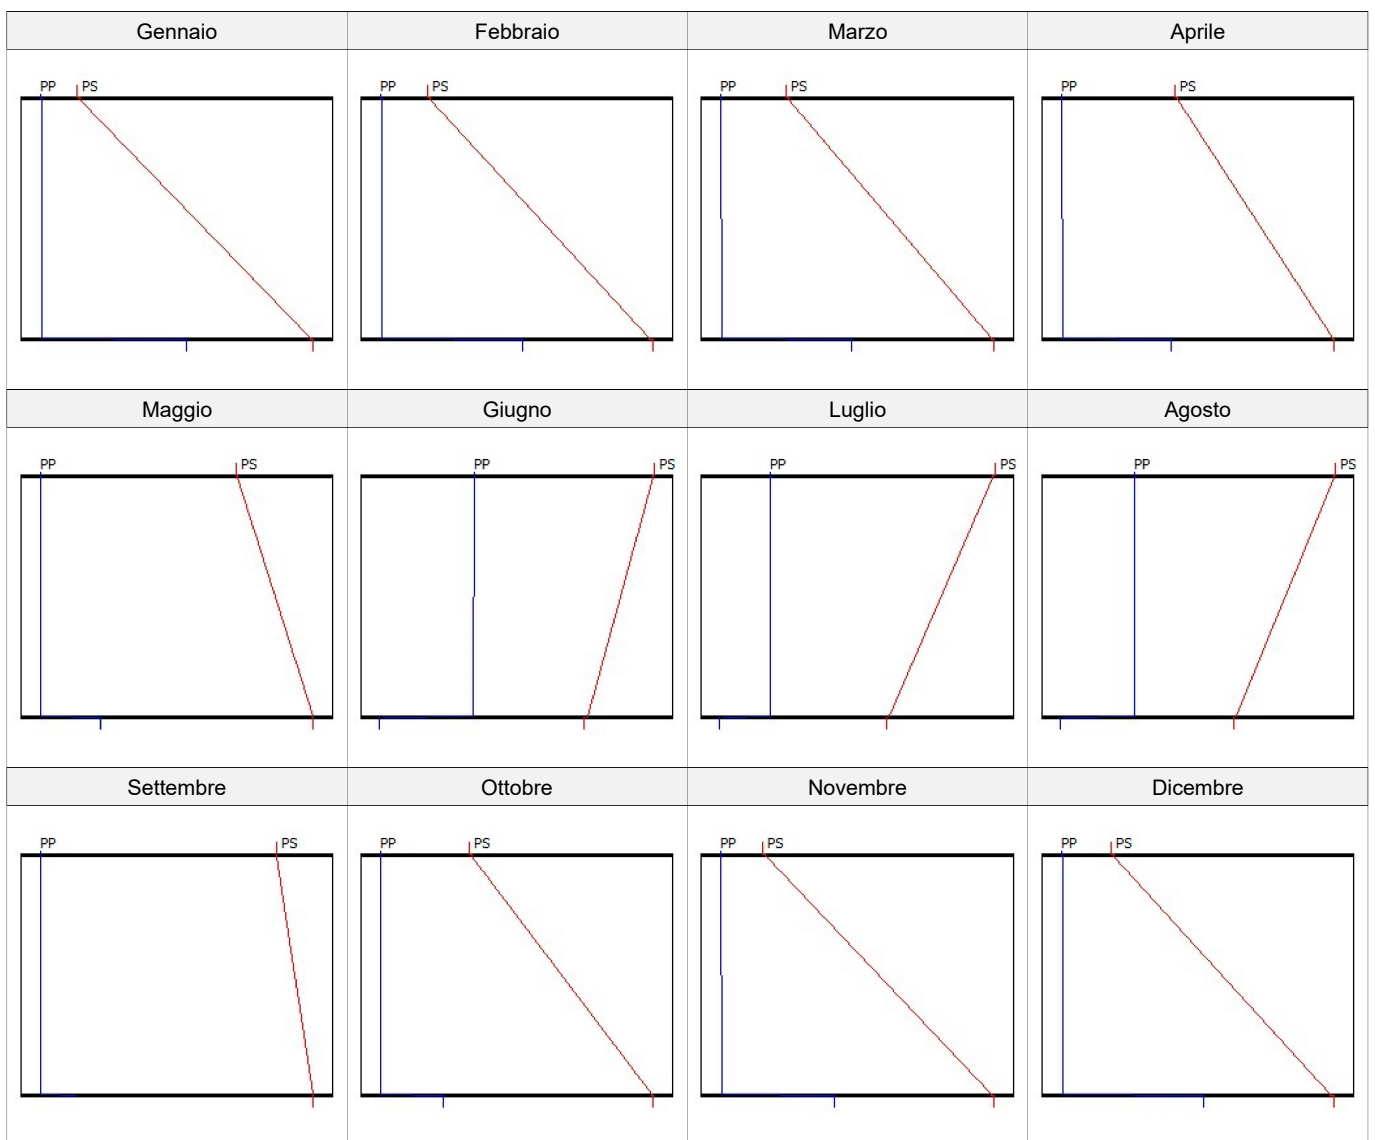 Gennaio Febbraio Marzo Aprile
PP PS PP PS PP PS PP PS
Maggio Giugno Luglio Agosto
PP PS PP PS PP PS PP PS
Settembre Ottobre Novembre Dicembre
PP PS PP PS PP PS PP PS